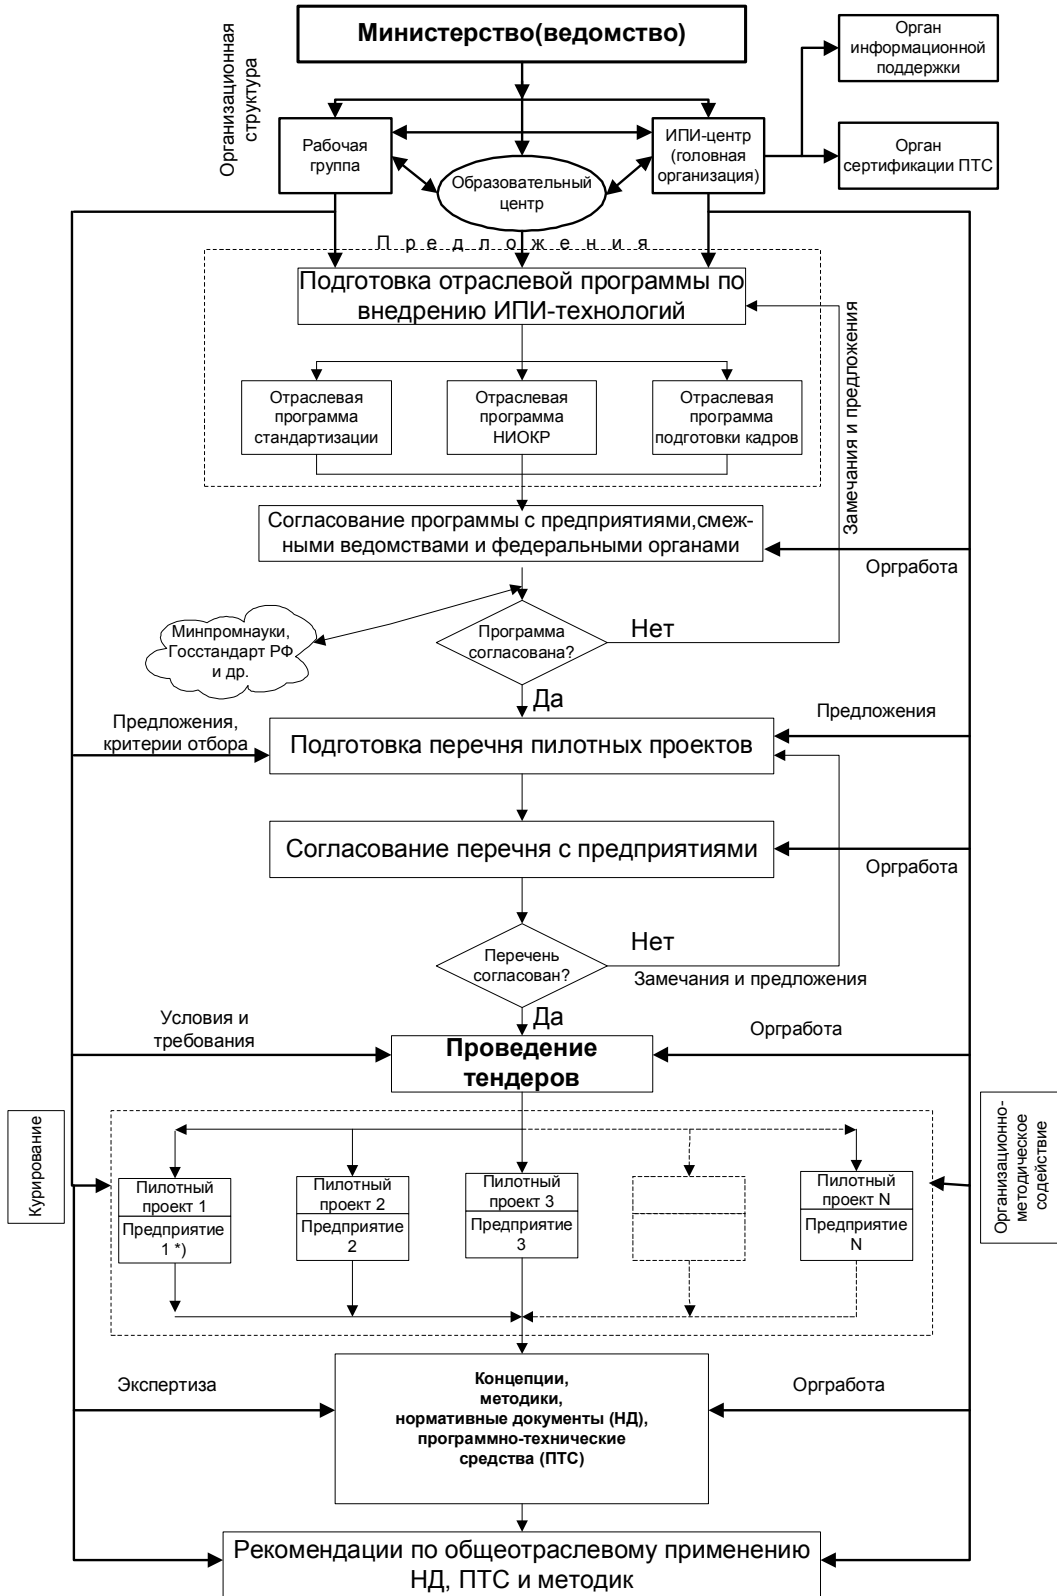 Министерство(ведомство)
Орган
информационной
поддержки
Организационная
структура
Рабочая
группа
ИПИ-центр
(головная
организация)
Орган
сертификации ПТС
Образовательный
центр
П р е д л о ж е н и я
Подготовка отраслевой программы по
внедрению ИПИ-технологий
Замечания и предложения
Отраслевая
программа
стандартизации
Отраслевая
программа
НИОКР
Отраслевая
программа
подготовки кадров
Согласование программы с предприятиями,смеж-
ными ведомствами и федеральными органами
Оргработа
Минпромнауки,
Госстандарт РФ
и др.
Программа
согласована?
Нет
Да
Предложения,
критерии отбора
Подготовка перечня пилотных проектов
Предложения
Согласование перечня с предприятиями
Оргработа
Перечень
согласован?
Нет
Замечания и предложения
Да
Условия и
требования
Проведение
тендеров
Оргработа
Курирование
Организационно-
методическое
содействие
Пилотный
проект 1
Предприятие
1 *)
Пилотный
проект 2
Предприятие
2
Пилотный
проект 3
Предприятие
3
Пилотный
проект N
Предприятие
N
Экспертиза
Концепции,
методики,
нормативные документы (НД),
программно-технические
средства (ПТС)
Оргработа
Рекомендации по общеотраслевому применению
НД, ПТС и методик